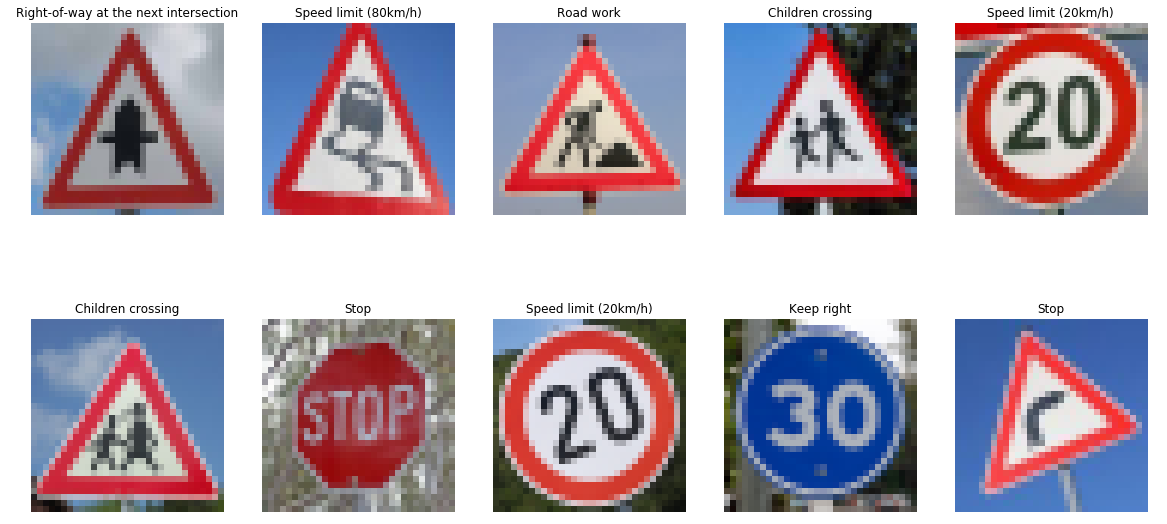 Right-of-way at the next intersection
Speed limit (80km/h)
Road work
Children crossing
Speed limit (20km/h)
20
Children crossing
Stop
Speed limit (20km/h)
Keep right
Stop
STOP
20
30